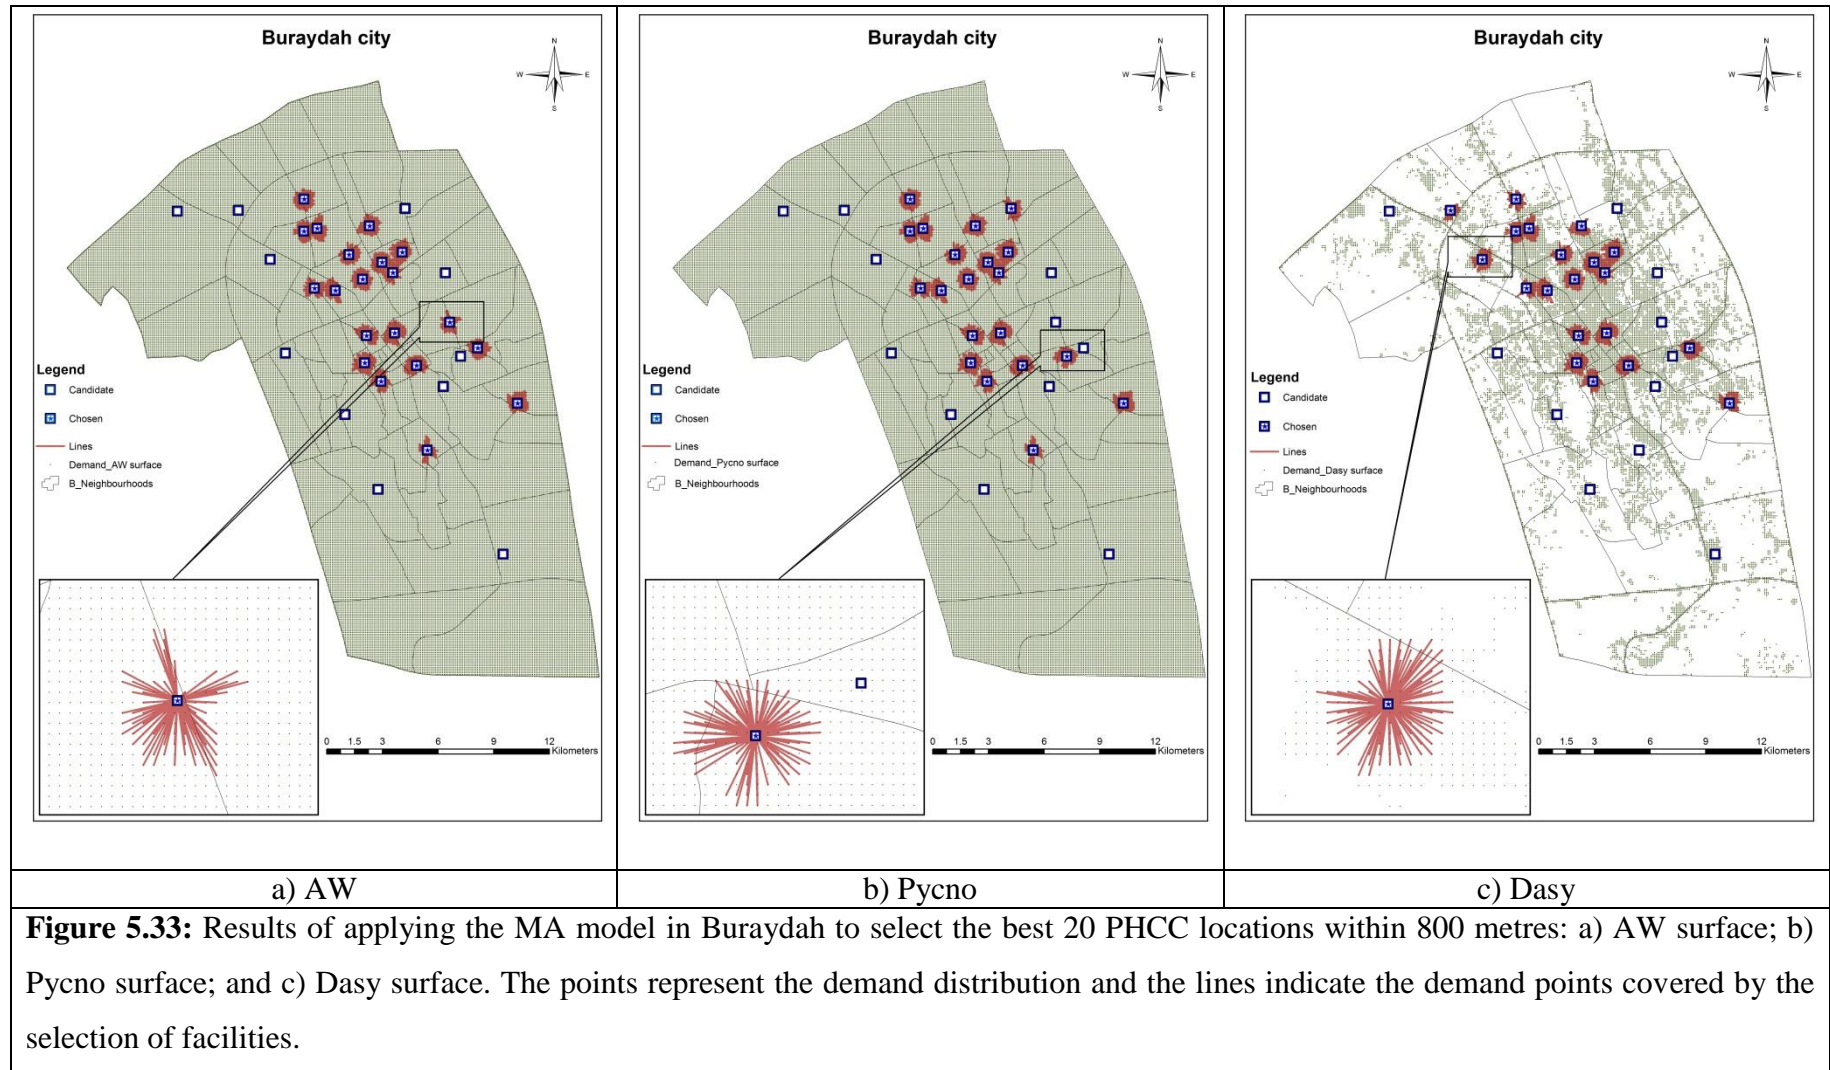 Buraydah city
N
W E
S
Legend
Candidate
Chosen
Lines
Demand_AW surface
B_Neighbourhoods
0 1.5 3 6 9 12
Kilometers
Buraydah city
N
W E
S
Legend
Candidate
Chosen
Lines
Demand_Pycno surface
B_Neighbourhoods
0 1.5 3 6 9 12
Kilometers
Buraydah city
N
W E
S
Legend
Candidate
Chosen
Lines
Demand_Dasy surface
B_Neighbourhoods
0 1.5 3 6 9 12
Kilometers
a) AW
b) Pycno
c) Dasy
Figure 5.33: Results of applying the MA model in Buraydah to select the best 20 PHCC locations within 800 metres: a) AW surface; b)
Pycno surface; and c) Dasy surface. The points represent the demand distribution and the lines indicate the demand points covered by the
selection of facilities.